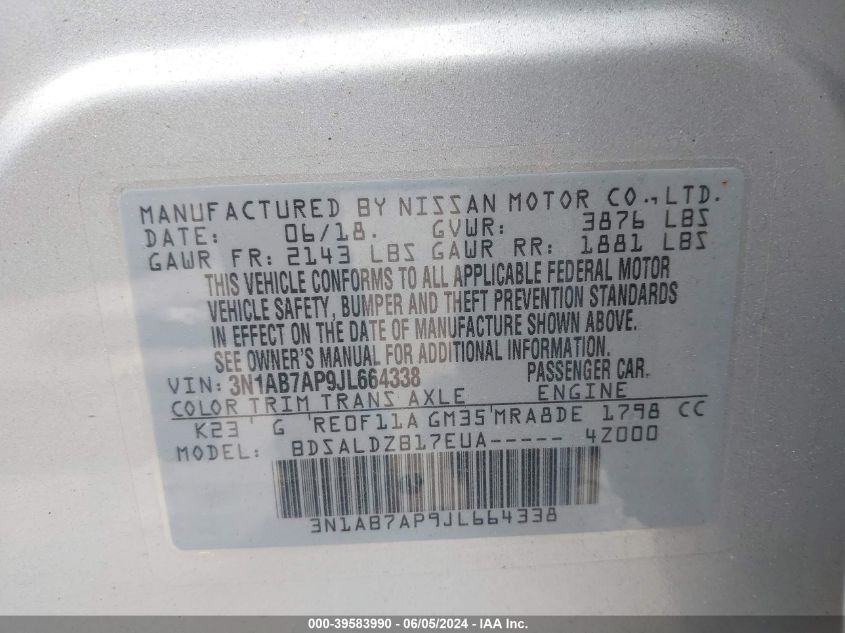 MANUFACTURED BY NISSAN MOTOR CO., LTD.
DATE: 06/18. GVWR: 3876 LBS
GAWR FR: 2143 LBS GAWR RR: 1881 LBS
THIS VEHICLE CONFORMS TO ALL APPLICABLE FEDERAL MOTOR
VEHICLE SAFETY, BUMPER AND THEFT PREVENTION STANDARDS
IN EFFECT ON THE DATE OF MANUFACTURE SHOWN ABOVE.
SEE OWNER'S MANUAL FOR ADDITIONAL INFORMATION.
VIN: 3N1AB7AP9JL664338 PASSENGER CAR.
COLOR TRIM TRANS AXLE ENGINE
K23 G RE0F11A GM35 MRA8DE 1798 CC
MODEL: BDSALDZB17EUA----- 4Z000
3N1AB7AP9JL664338
000-39583990 - 06/05/2024 - IAA Inc.